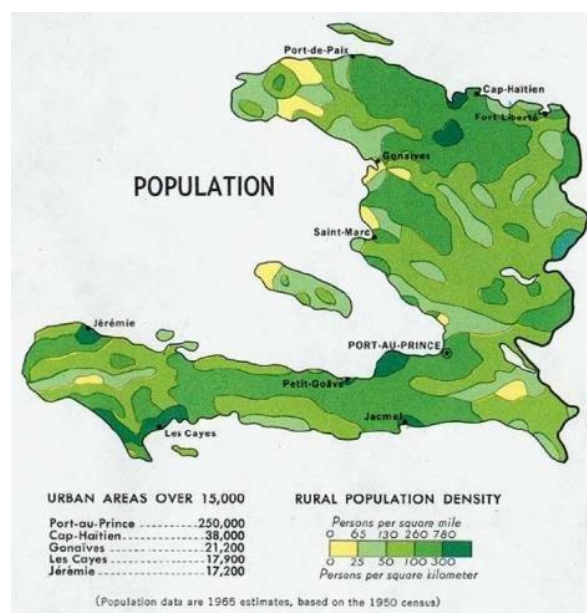 Port-de-Paix
Cap-Haïtien
Fort-Liberté
Gonaïves
POPULATION
Saint-Marc
Jérémie
PORT-AU-PRINCE
Petit-Goâve
Jacmel
Les Cayes
URBAN AREAS OVER 15,000
Port-au-Prince 250,000
Cap-Haïtien 38,000
Gonaïves 21,200
Les Cayes 17,900
Jérémie 17,200
RURAL POPULATION DENSITY
Persons per square mile
0 65 130 260 780
0 25 50 100 300
Persons per square kilometer
(Population data are 1965 estimates, based on the 1950 census)